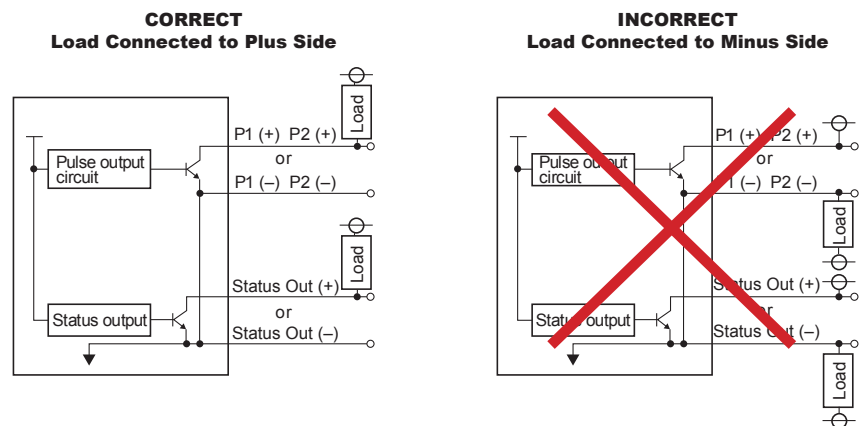 CORRECT
Load Connected to Plus Side
Load
P1 (+) P2 (+)
or
Pulse output
circuit
P1 (–) P2 (–)
Load
Status Out (+)
or
Status output
Status Out (–)
INCORRECT
Load Connected to Minus Side
P1 (+) P2 (+)
or
Pulse output
circuit
P1 (–) P2 (–)
Load
Status Out (+)
or
Status output
Status Out (–)
Load